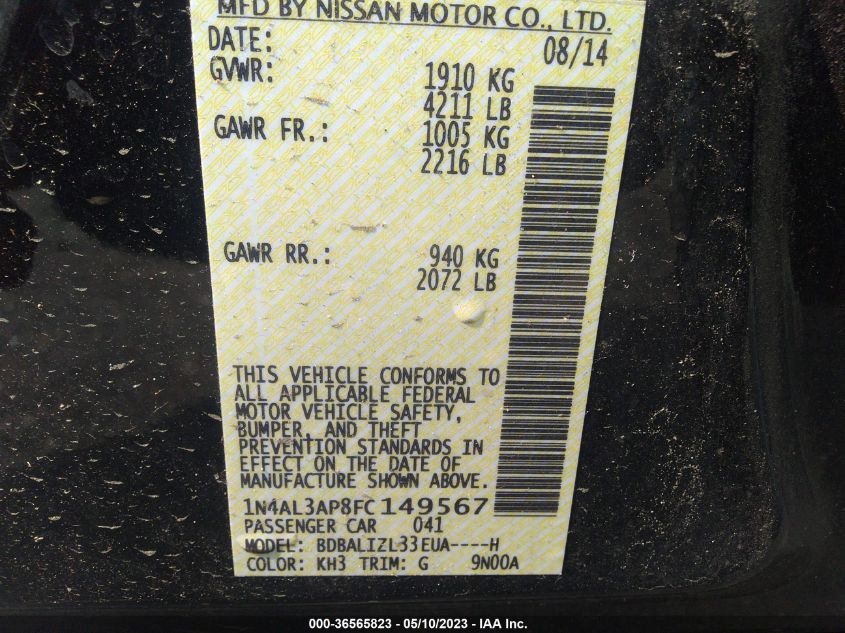 MFD BY NISSAN MOTOR CO., LTD.
DATE: 08/14
GVWR: 1910 KG
4211 LB
GAWR FR.: 1005 KG
2216 LB
GAWR RR.: 940 KG
2072 LB
THIS VEHICLE CONFORMS TO
ALL APPLICABLE FEDERAL
MOTOR VEHICLE SAFETY,
BUMPER, AND THEFT
PREVENTION STANDARDS IN
EFFECT ON THE DATE OF
MANUFACTURE SHOWN ABOVE.
1N4AL3AP8FC149567
PASSENGER CAR 041
MODEL: BDBALIZL33EUA----H
COLOR: KH3 TRIM: G 9N00A
000-36565823 - 05/10/2023 - IAA Inc.